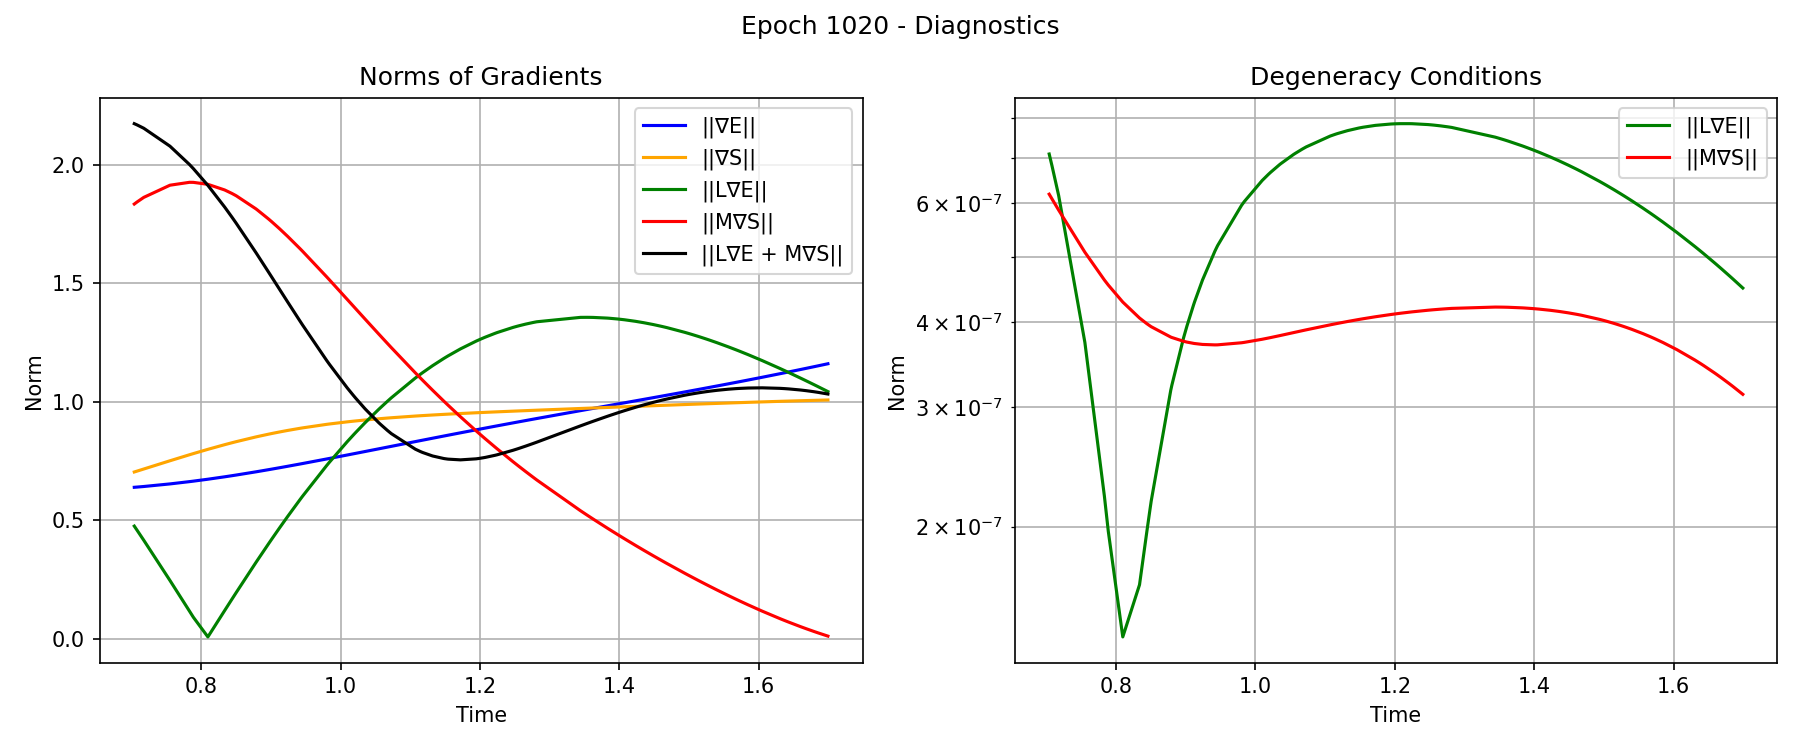 Epoch 1020 - Diagnostics
Norms of Gradients
Norm
2.0
1.5
1.0
0.5
0.0
||∇E||
||∇S||
||L∇E||
||M∇S||
||L∇E + M∇S||
0.8
1.0
1.2
1.4
1.6
Time
Degeneracy Conditions
Norm
6 × 10⁻⁷
4 × 10⁻⁷
3 × 10⁻⁷
2 × 10⁻⁷
||L∇E||
||M∇S||
0.8
1.0
1.2
1.4
1.6
Time